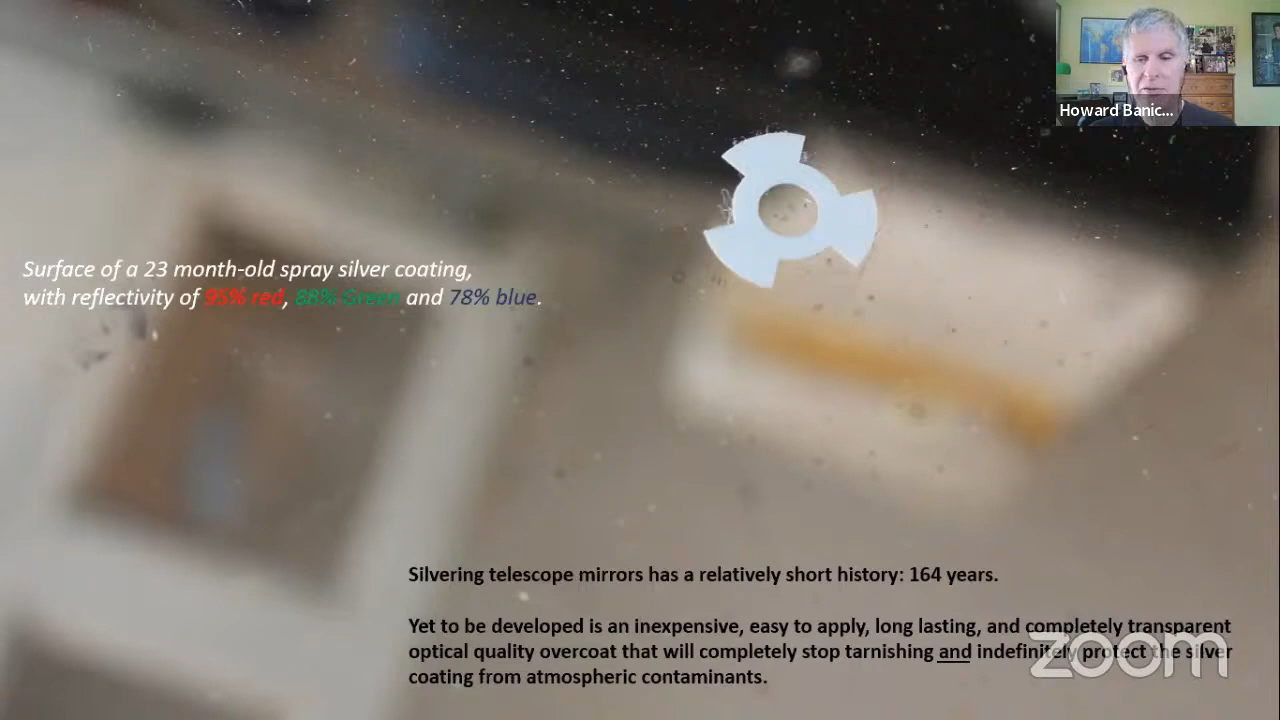 Howard Banic...
Surface of a 23 month-old spray silver coating,
with reflectivity of 95% red, 88% Green and 78% blue.
Silvering telescope mirrors has a relatively short history: 164 years.
Yet to be developed is an inexpensive, easy to apply, long lasting, and completely transparent
optical quality overcoat that will completely stop tarnishing and indefinitely protect the silver
coating from atmospheric contaminants.
zoom